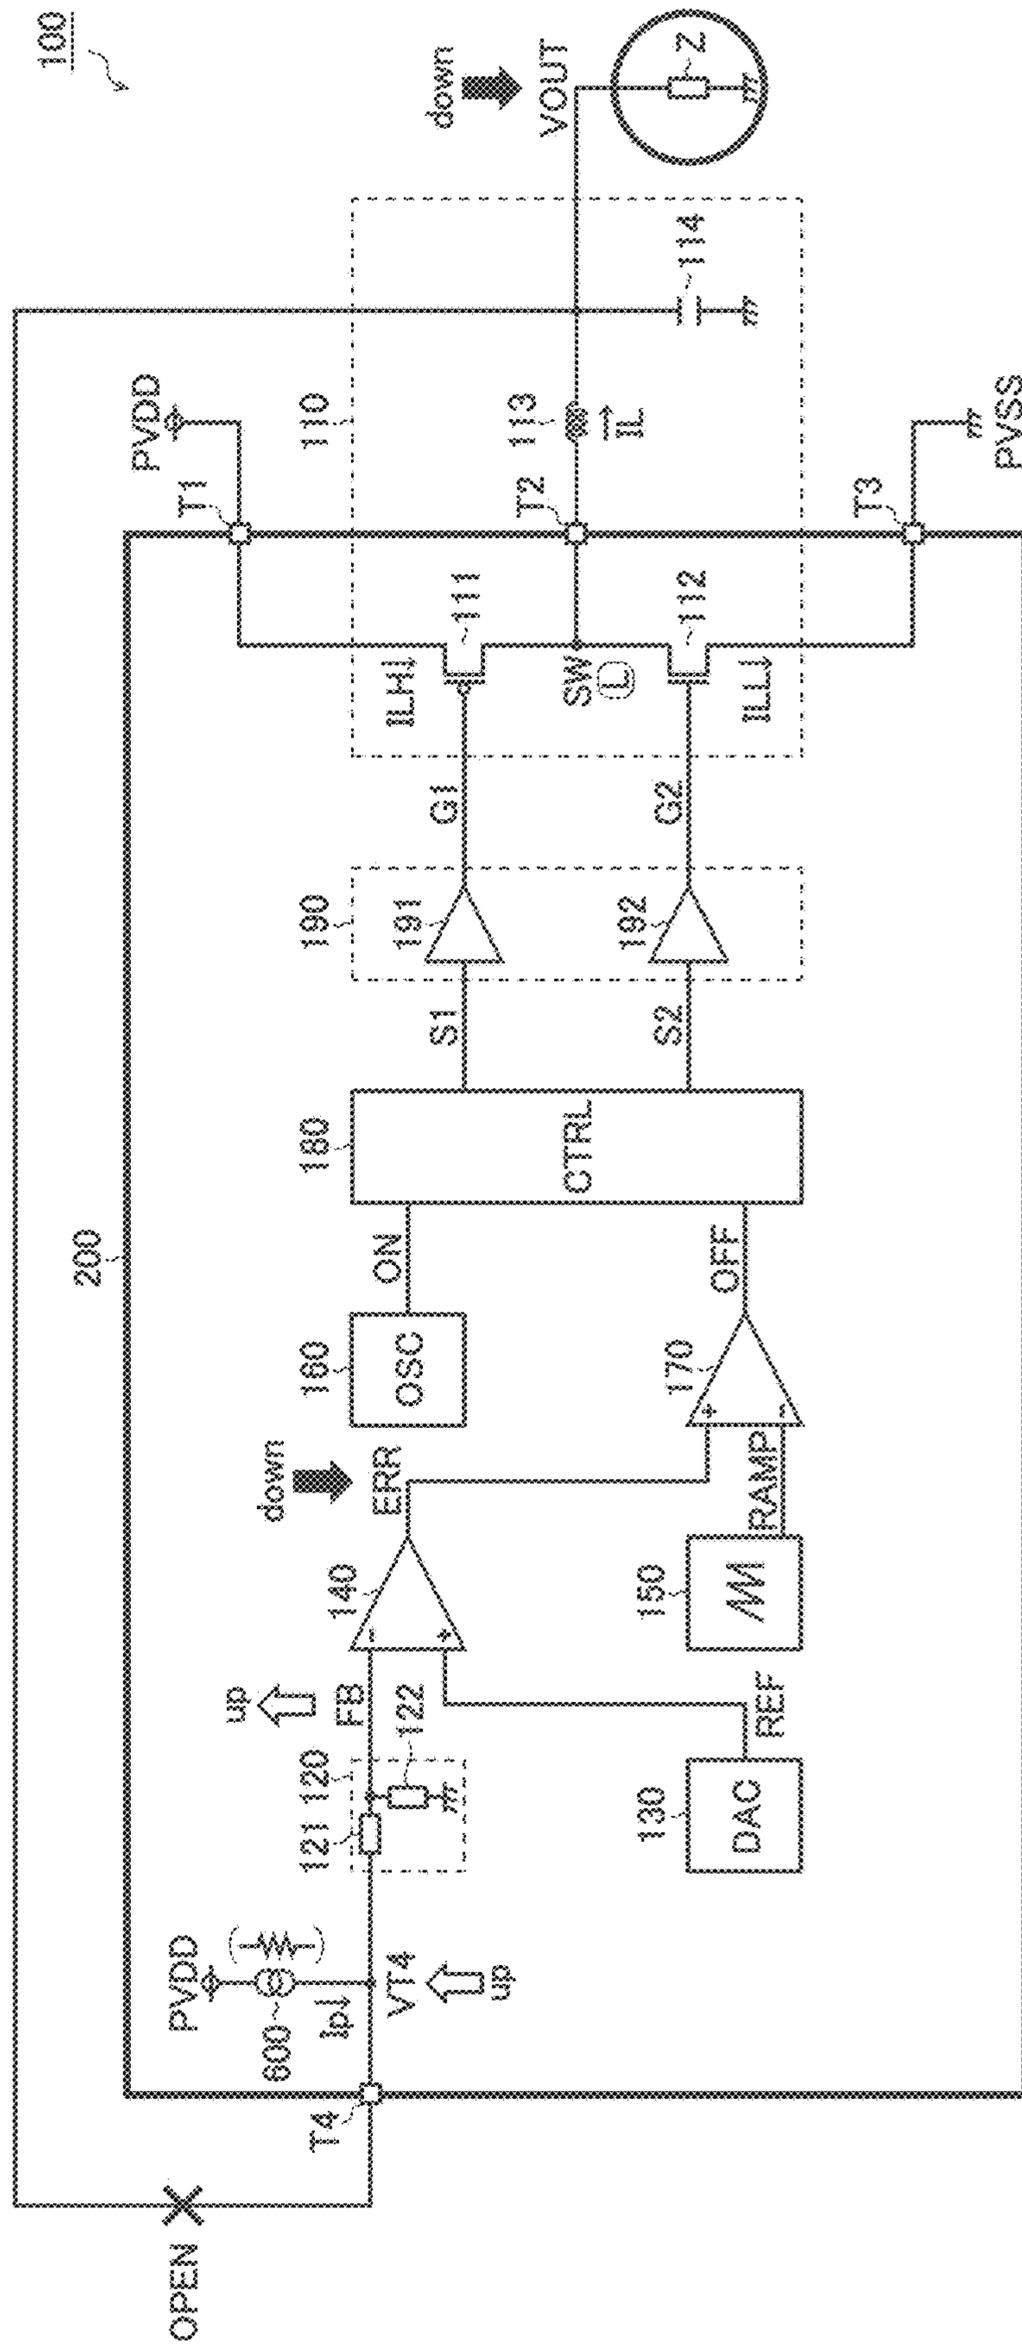 100
down
VOUT
Z
114
PVDD
110
113
IL
PVSS
T1
T2
T3
ILH↓
111
SW
L
112
ILL↓
G1
G2
190
191
192
S1
S2
180
CTRL
200
ON
OFF
160
OSC
170
+
-
down
ERR
RAMP
140
-
+
150
up
FB
122
REF
120
121
130
DAC
PVDD
( )
600
Ip↓
VT4
up
T4
OPEN